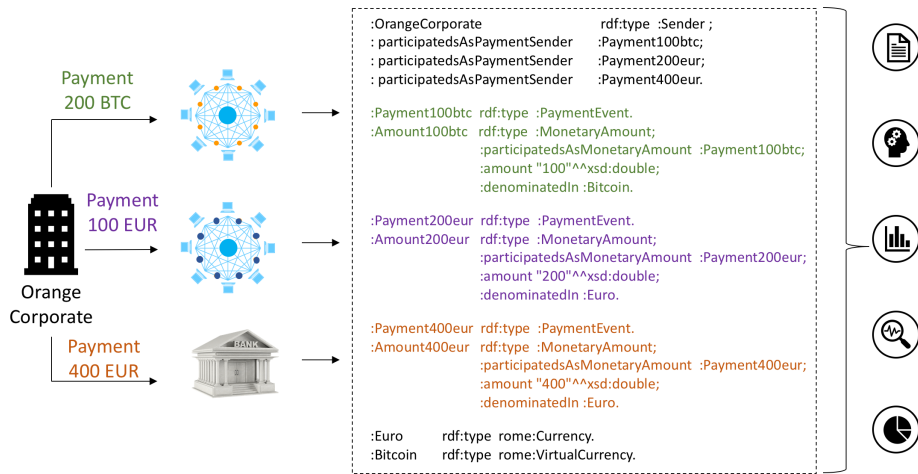 Payment
200 BTC
Payment
100 EUR
Orange
Corporate
Payment
400 EUR
BANK
:OrangeCorporate rdf:type :Sender ;
: participatedsAsPaymentSender :Payment100btc;
: participatedsAsPaymentSender :Payment200eur;
: participatedsAsPaymentSender :Payment400eur.
:Payment100btc rdf:type :PaymentEvent.
:Amount100btc rdf:type :MonetaryAmount;
:participatedsAsMonetaryAmount :Payment100btc;
:amount "100"^^xsd:double;
:denominatedIn :Bitcoin.
:Payment200eur rdf:type :PaymentEvent.
:Amount200eur rdf:type :MonetaryAmount;
:participatedsAsMonetaryAmount :Payment200eur;
:amount "200"^^xsd:double;
:denominatedIn :Euro.
:Payment400eur rdf:type :PaymentEvent.
:Amount400eur rdf:type :MonetaryAmount;
:participatedsAsMonetaryAmount :Payment400eur;
:amount "400"^^xsd:double;
:denominatedIn :Euro.
:Euro rdf:type rome:Currency.
:Bitcoin rdf:type rome:VirtualCurrency.